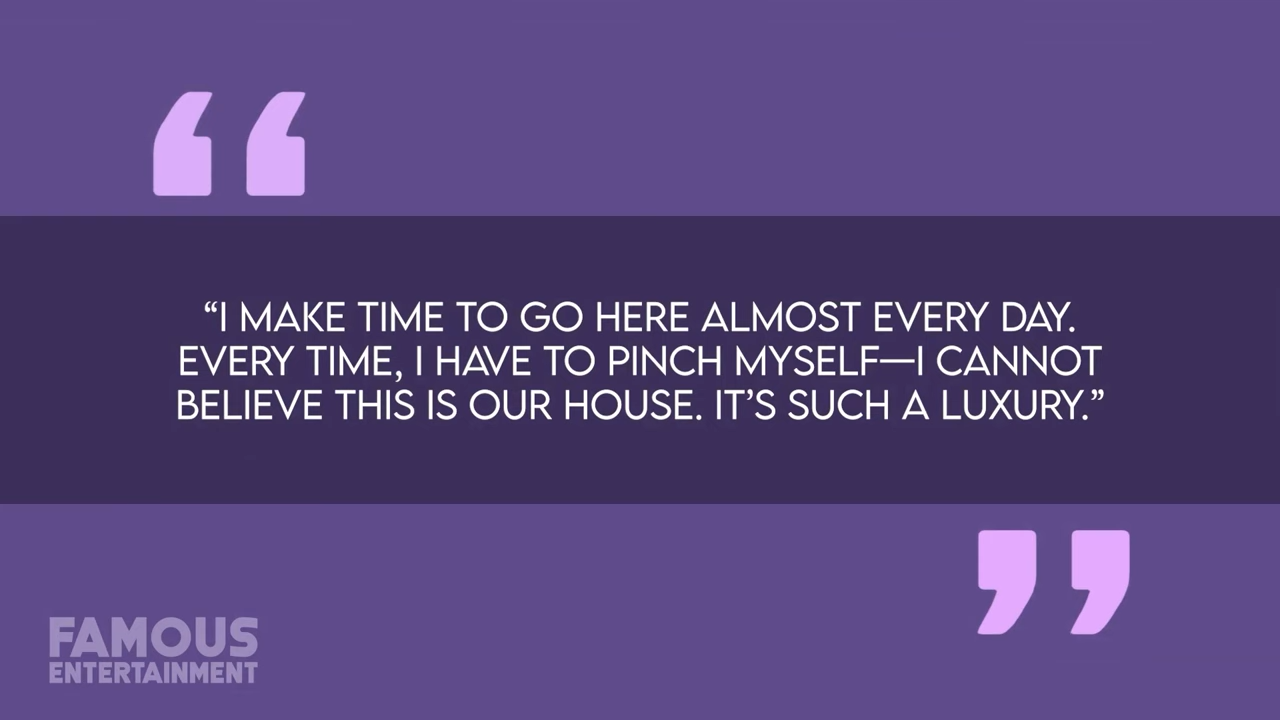 “I MAKE TIME TO GO HERE ALMOST EVERY DAY.
EVERY TIME, I HAVE TO PINCH MYSELF—I CANNOT
BELIEVE THIS IS OUR HOUSE. IT’S SUCH A LUXURY.”
FAMOUS
ENTERTAINMENT